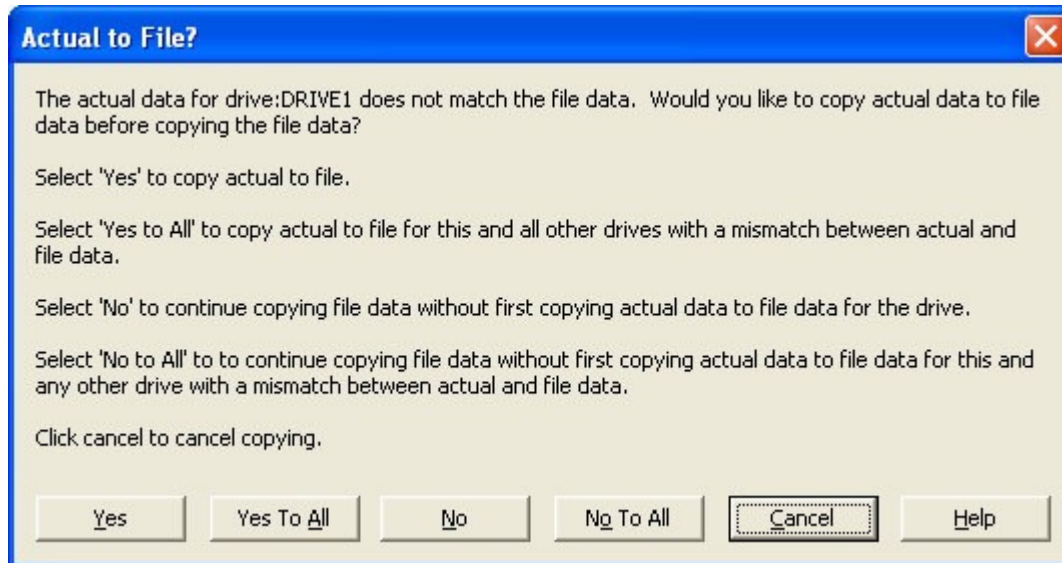 Actual to File?
The actual data for drive:DRIVE1 does not match the file data. Would you like to copy actual data to file
data before copying the file data?
Select 'Yes' to copy actual to file.
Select 'Yes to All' to copy actual to file for this and all other drives with a mismatch between actual and
file data.
Select 'No' to continue copying file data without first copying actual data to file data for the drive.
Select 'No to All' to to continue copying file data without first copying actual data to file data for this and
any other drive with a mismatch between actual and file data.
Click cancel to cancel copying.
Yes Yes To All No No To All Cancel Help